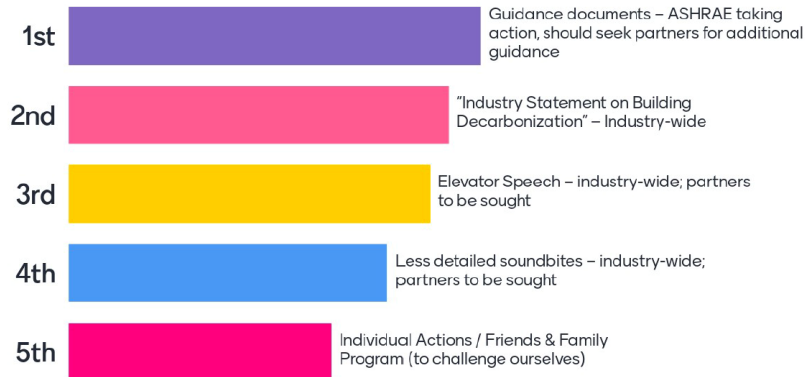 1st
Guidance documents – ASHRAE taking
action, should seek partners for additional
guidance
2nd
"Industry Statement on Building
Decarbonization" – Industry-wide
3rd
Elevator Speech – industry-wide; partners
to be sought
4th
Less detailed soundbites – industry-wide;
partners to be sought
5th
Individual Actions / Friends & Family
Program (to challenge ourselves)